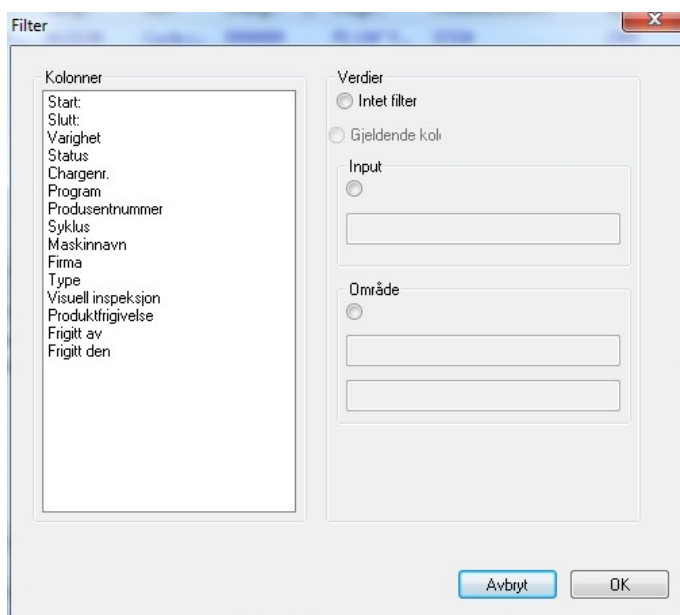 Filter
Kolonner
Start:
Slutt:
Varighet
Status
Chargenr.
Program
Produsentnummer
Syklus
Maskinnavn
Firma
Type
Visuell inspeksjon
Produktfrigivelse
Frigitt av
Frigitt den
Verdier
Intet filter
Gjeldende kol
Input
Område
Avbryt
OK